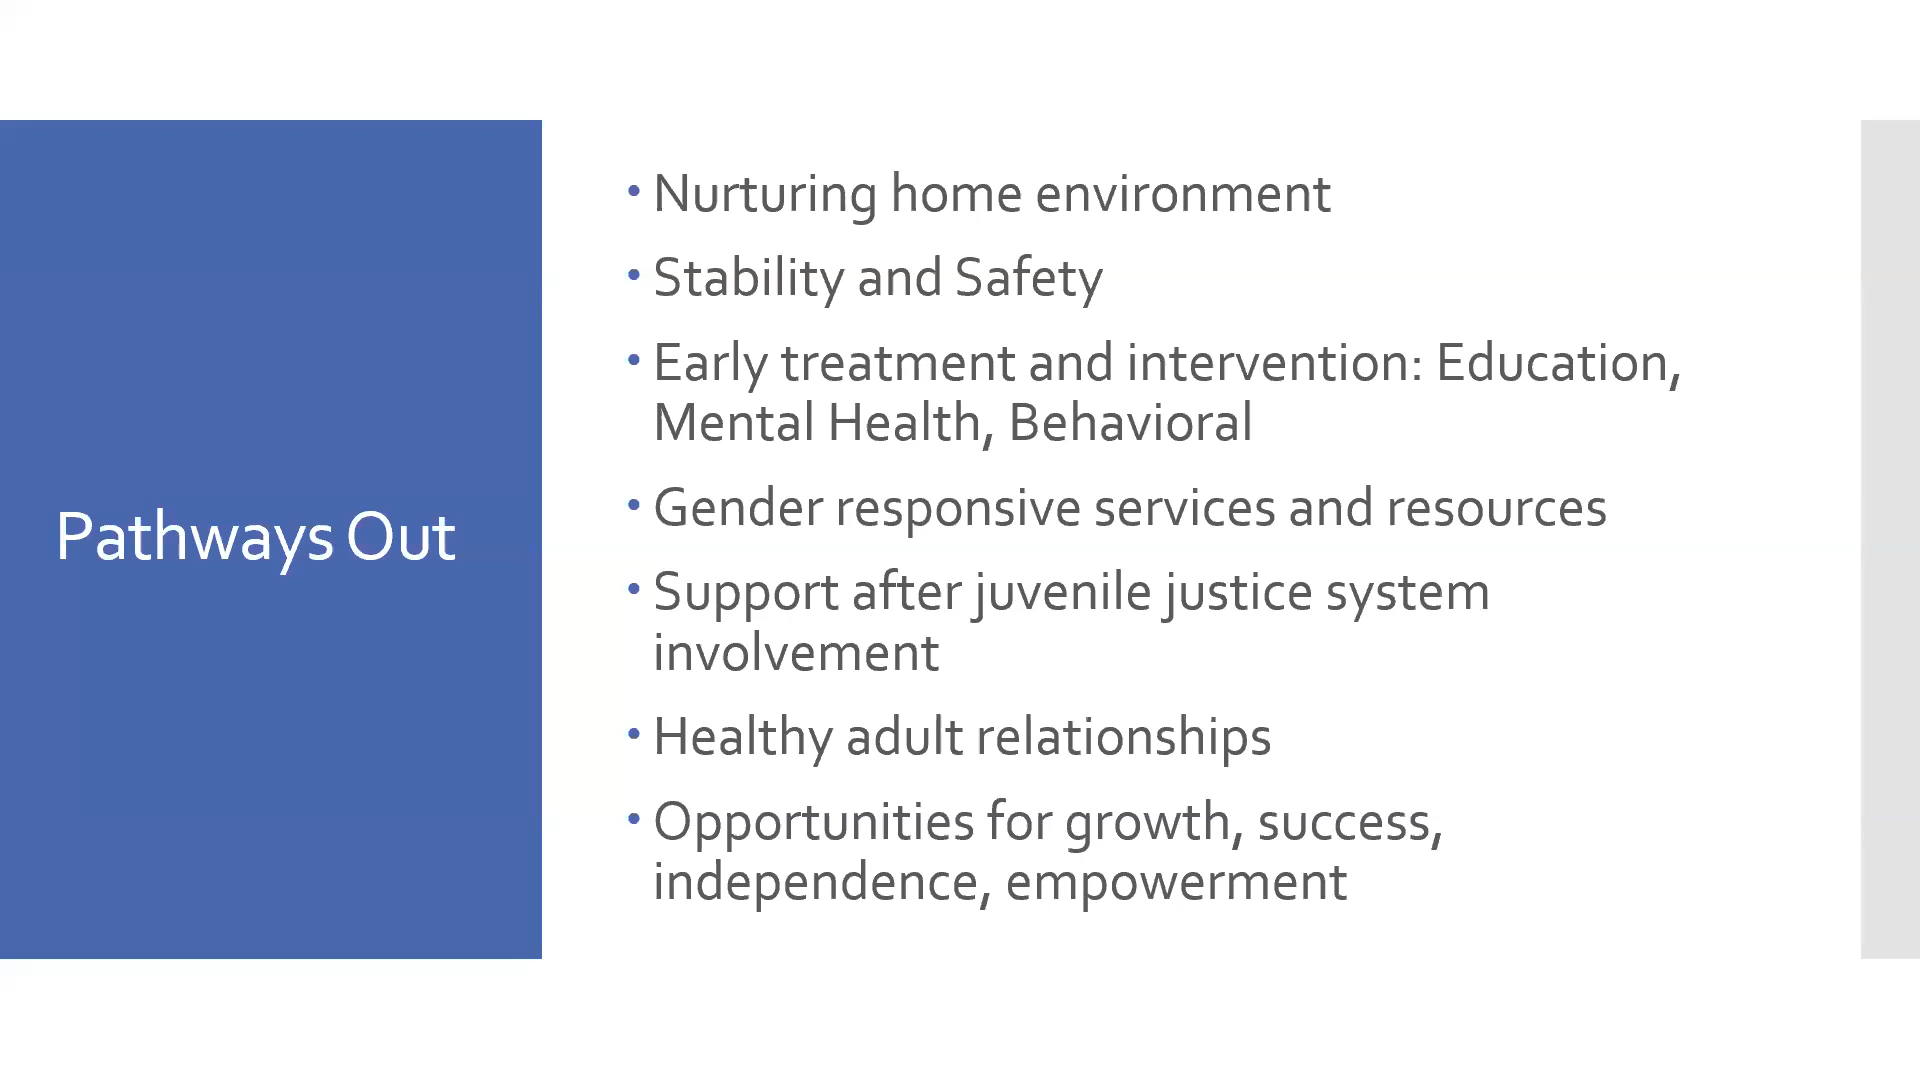 Pathways Out
• Nurturing home environment
• Stability and Safety
• Early treatment and intervention: Education,
Mental Health, Behavioral
• Gender responsive services and resources
• Support after juvenile justice system
involvement
• Healthy adult relationships
• Opportunities for growth, success,
independence, empowerment